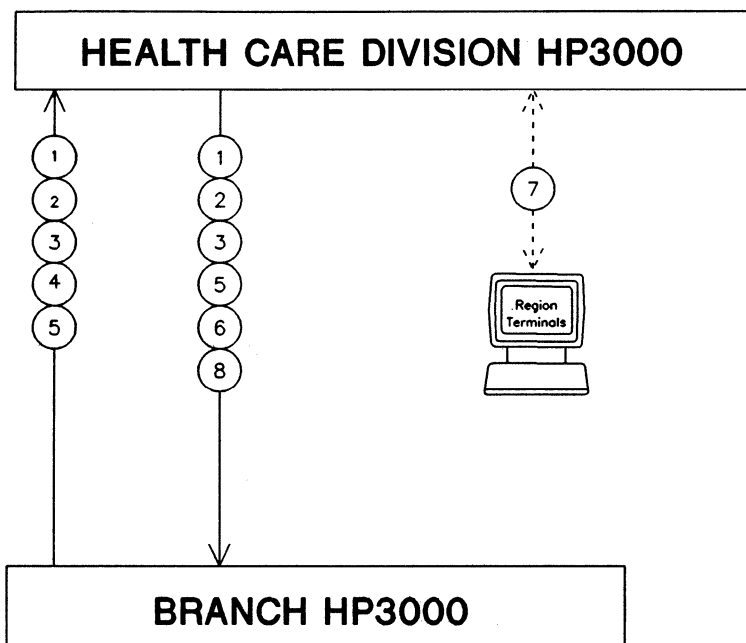 HEALTH CARE DIVISION HP3000
1 1
2 2 7
3 3
4 5 .Region
5 6 Terminals
8
BRANCH HP3000